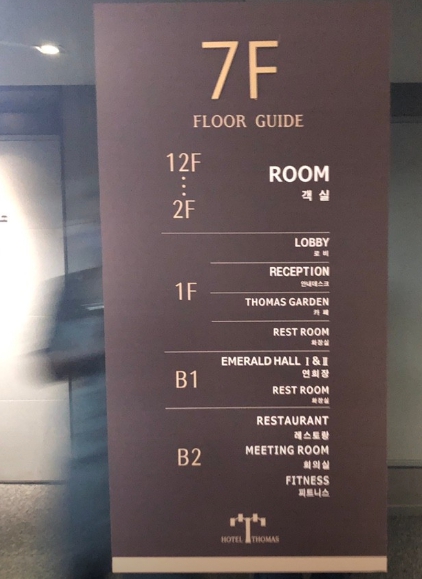 7F
FLOOR GUIDE
12F
2F
ROOM
객 실
1F
LOBBY
로 비
RECEPTION
안내데스크
THOMAS GARDEN
카 페
REST ROOM
화장실
B1
EMERALD HALL Ⅰ & Ⅱ
연회장
REST ROOM
화장실
B2
RESTAURANT
레스토랑
MEETING ROOM
회의실
FITNESS
피트니스
HOTEL THOMAS